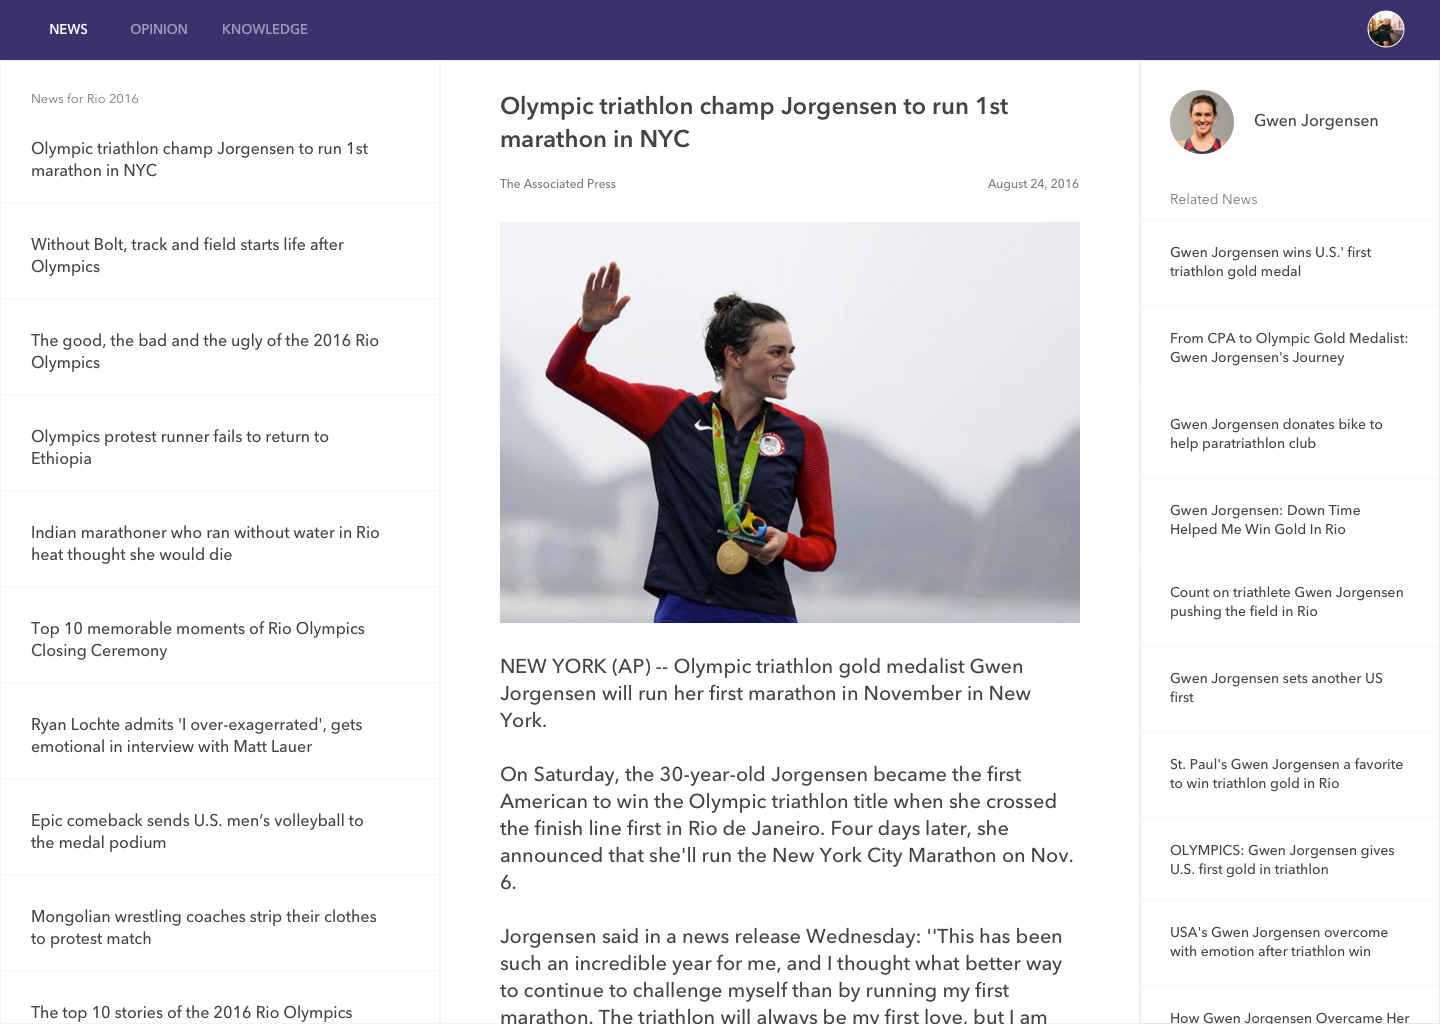 NEWS
OPINION
KNOWLEDGE
News for Rio 2016
Olympic triathlon champ Jorgensen to run 1st
marathon in NYC
Without Bolt, track and field starts life after
Olympics
The good, the bad and the ugly of the 2016 Rio
Olympics
Olympics protest runner fails to return to
Ethiopia
Indian marathoner who ran without water in Rio
heat thought she would die
Top 10 memorable moments of Rio Olympics
Closing Ceremony
Ryan Lochte admits 'I over-exagerrated', gets
emotional in interview with Matt Lauer
Epic comeback sends U.S. men’s volleyball to
the medal podium
Mongolian wrestling coaches strip their clothes
to protest match
The top 10 stories of the 2016 Rio Olympics
Olympic triathlon champ Jorgensen to run 1st
marathon in NYC
The Associated Press
August 24, 2016
NEW YORK (AP) -- Olympic triathlon gold medalist Gwen
Jorgensen will run her first marathon in November in New
York.
On Saturday, the 30-year-old Jorgensen became the first
American to win the Olympic triathlon title when she crossed
the finish line first in Rio de Janeiro. Four days later, she
announced that she'll run the New York City Marathon on Nov.
6.
Jorgensen said in a news release Wednesday: ''This has been
such an incredible year for me, and I thought what better way
to continue to challenge myself than by running my first
marathon. The triathlon will always be my first love, but I am
Gwen Jorgensen
Related News
Gwen Jorgensen wins U.S.' first
triathlon gold medal
From CPA to Olympic Gold Medalist:
Gwen Jorgensen's Journey
Gwen Jorgensen donates bike to
help paratriathlon club
Gwen Jorgensen: Down Time
Helped Me Win Gold In Rio
Count on triathlete Gwen Jorgensen
pushing the field in Rio
Gwen Jorgensen sets another US
first
St. Paul's Gwen Jorgensen a favorite
to win triathlon gold in Rio
OLYMPICS: Gwen Jorgensen gives
U.S. first gold in triathlon
USA's Gwen Jorgensen overcome
with emotion after triathlon win
How Gwen Jorgensen Overcame Her